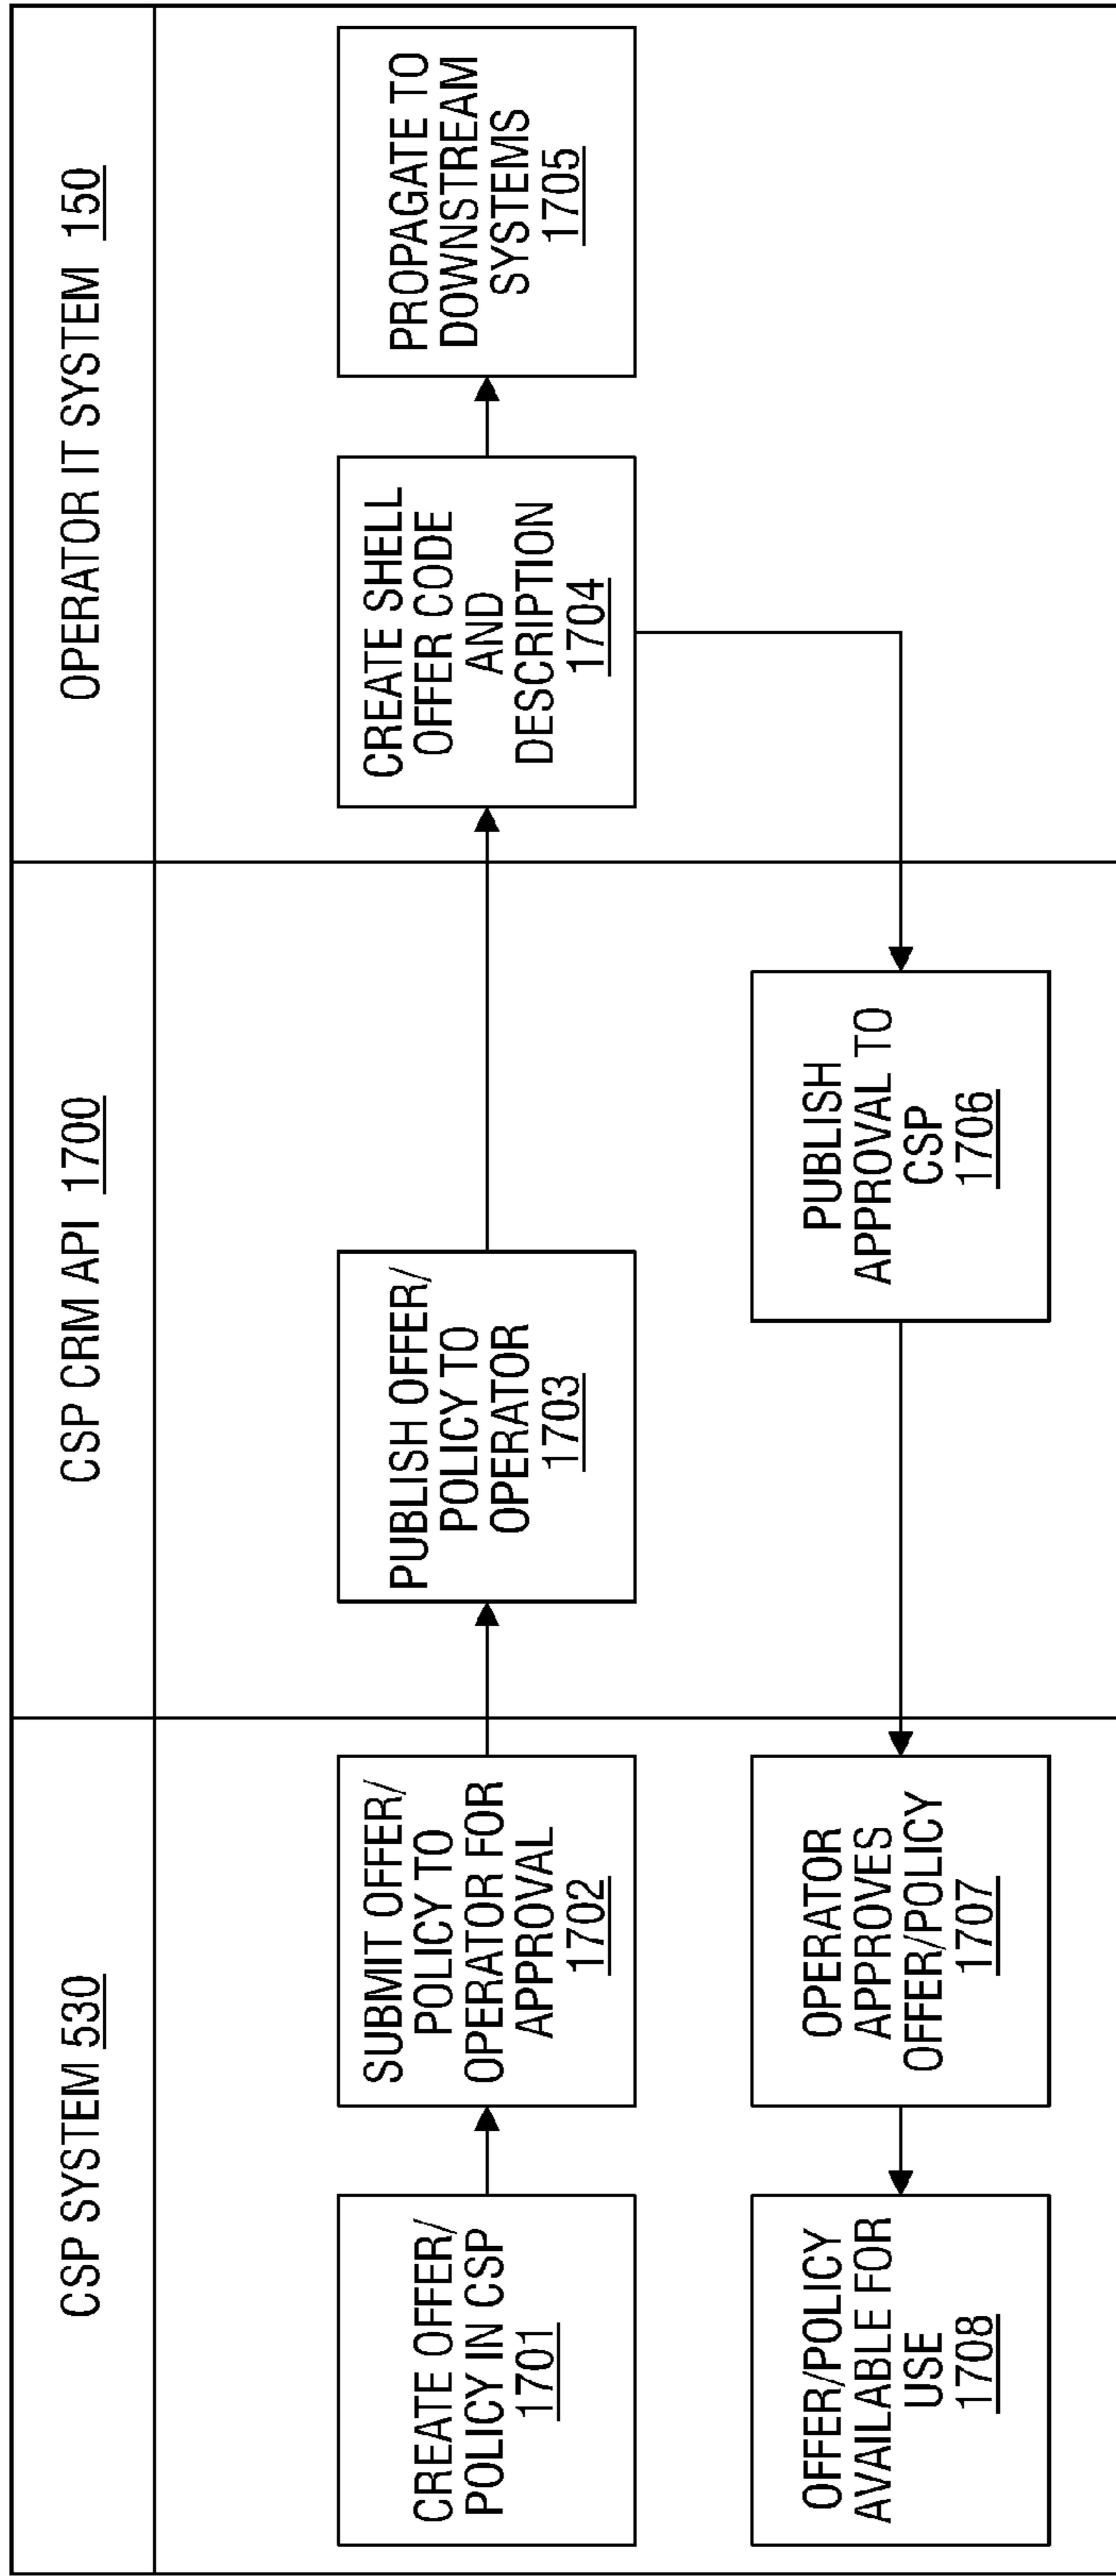 CSP SYSTEM 530
CSP CRM API 1700
OPERATOR IT SYSTEM 150
CREATE OFFER/
POLICY IN CSP
1701
SUBMIT OFFER/
POLICY TO
OPERATOR FOR
APPROVAL
1702
PUBLISH OFFER/
POLICY TO
OPERATOR
1703
CREATE SHELL
OFFER CODE
AND
DESCRIPTION
1704
PROPAGATE TO
DOWNSTREAM
SYSTEMS
1705
OFFER/POLICY
AVAILABLE FOR
USE
1708
OPERATOR
APPROVES
OFFER/POLICY
1707
PUBLISH
APPROVAL TO
CSP
1706